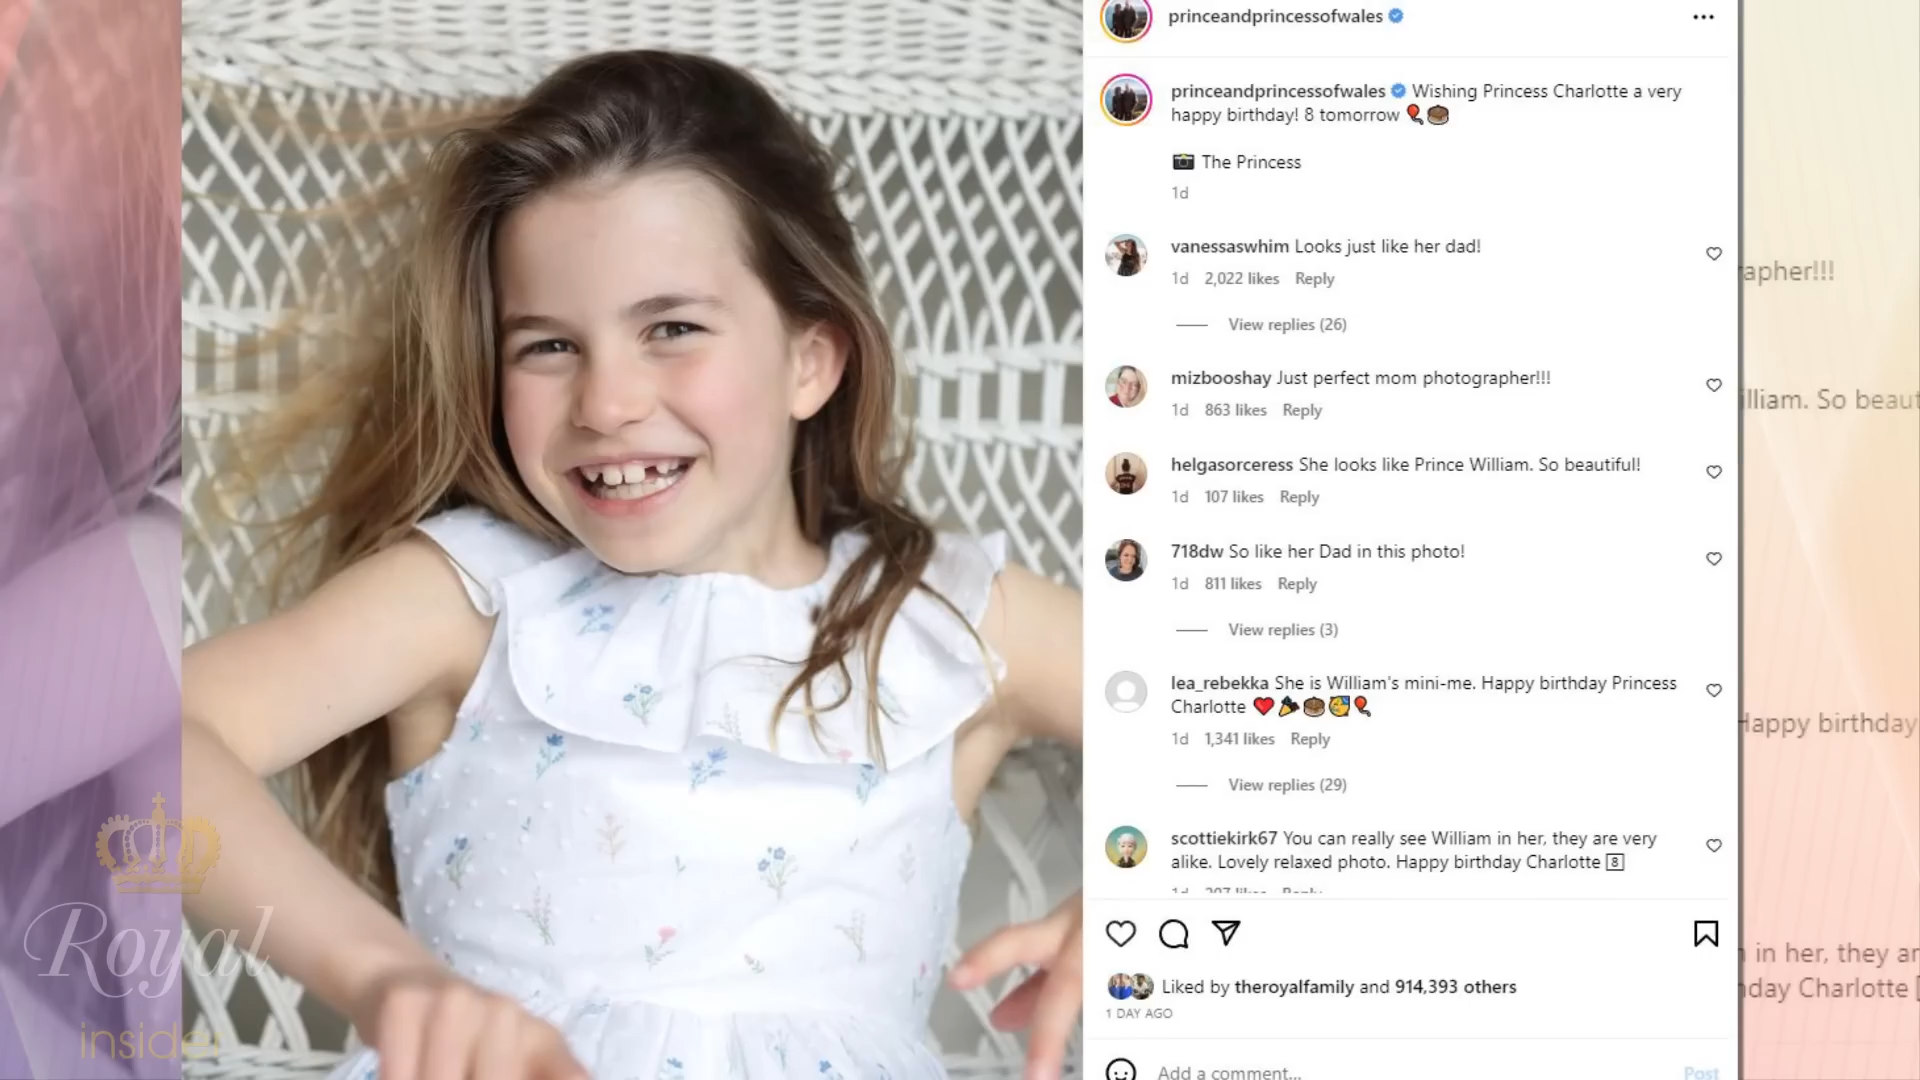 princeandprincessofwales
princeandprincessofwales Wishing Princess Charlotte a very
happy birthday! 8 tomorrow 🎈🎂
📷 The Princess
1d
vanessaswhim Looks just like her dad!
1d 2,022 likes Reply
View replies (26)
mizbooshay Just perfect mom photographer!!!
1d 863 likes Reply
helgasorceress She looks like Prince William. So beautiful!
1d 107 likes Reply
718dw So like her Dad in this photo!
1d 811 likes Reply
View replies (3)
lea_rebekka She is William's mini-me. Happy birthday Princess
Charlotte ❤️🎉🎂🥳🎈
1d 1,341 likes Reply
View replies (29)
scottiekirk67 You can really see William in her, they are very
alike. Lovely relaxed photo. Happy birthday Charlotte 8
Liked by theroyalfamily and 914,393 others
1 DAY AGO
Add a comment...
Post
apher!!!
illiam. So beaut
Happy birthday
in her, they ar
day Charlotte
Royal
insider